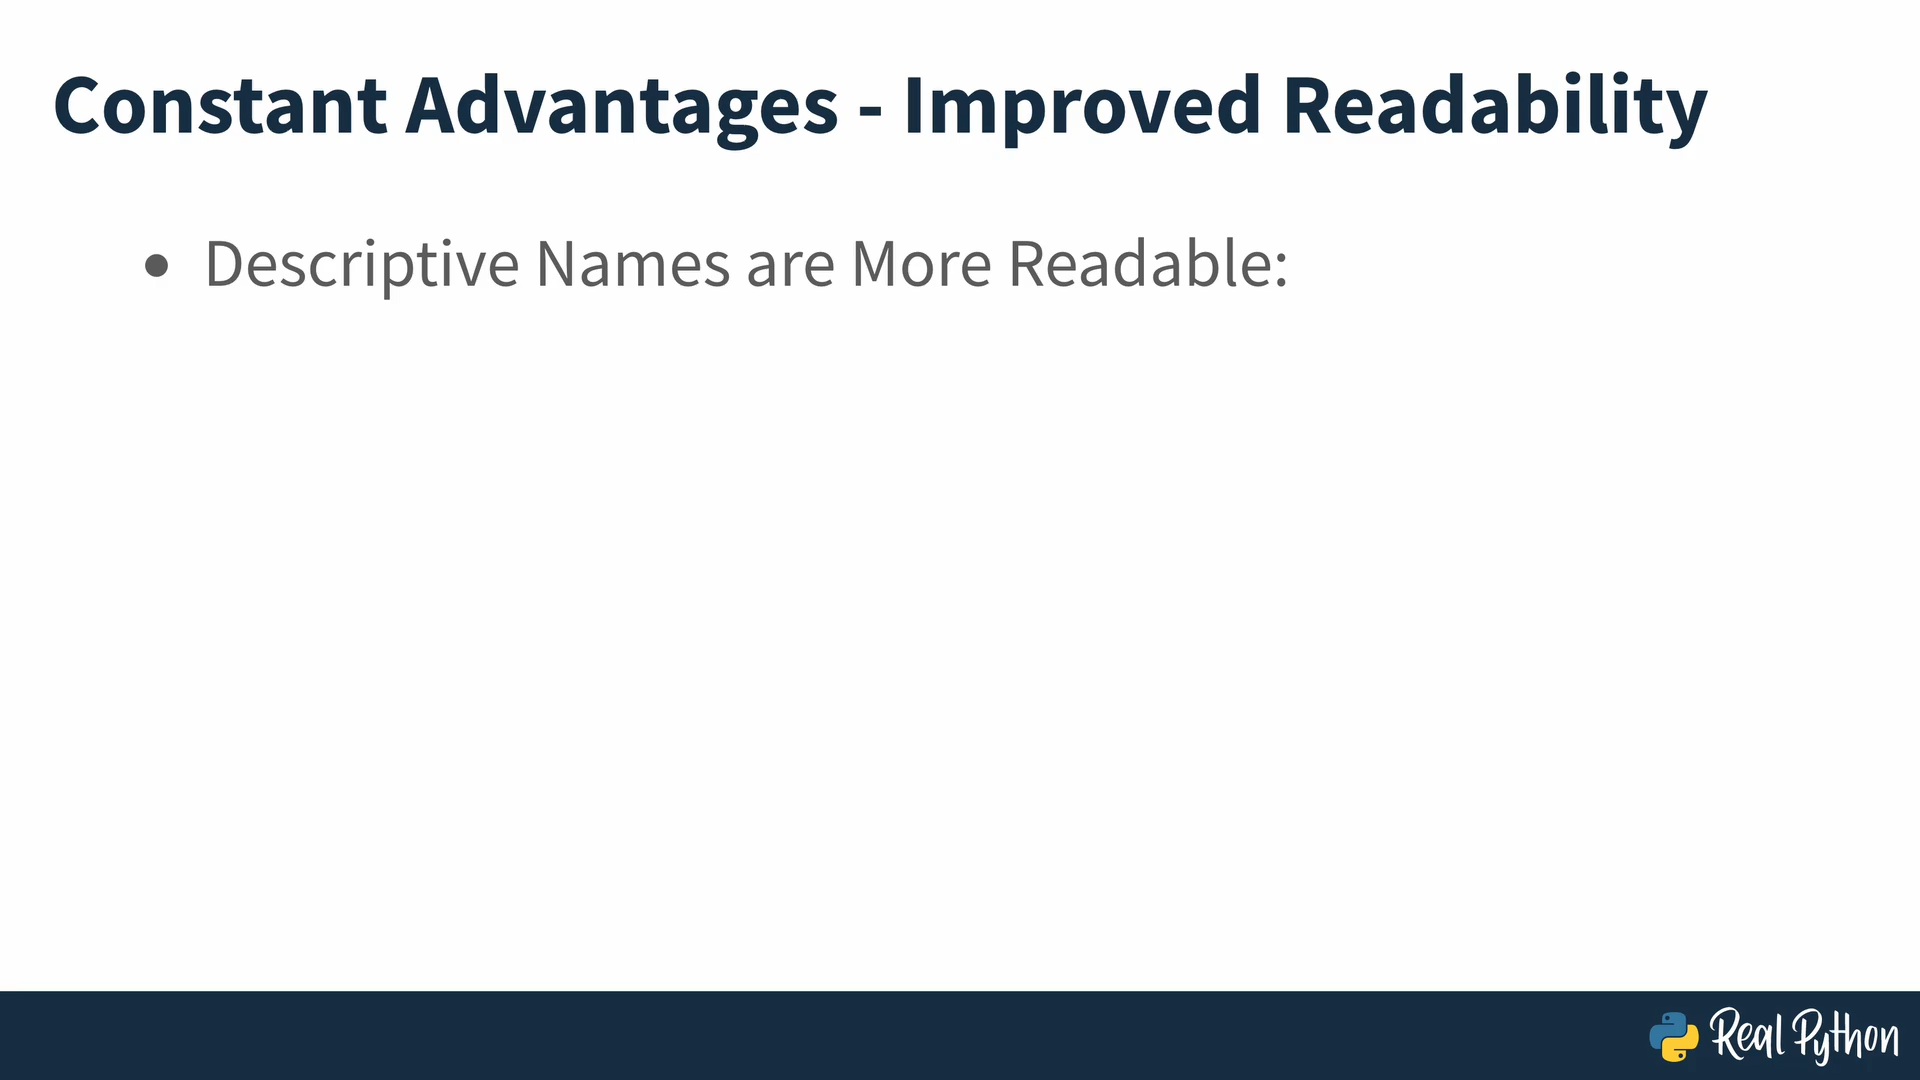 Constant Advantages - Improved Readability
• Descriptive Names are More Readable:
Real Python